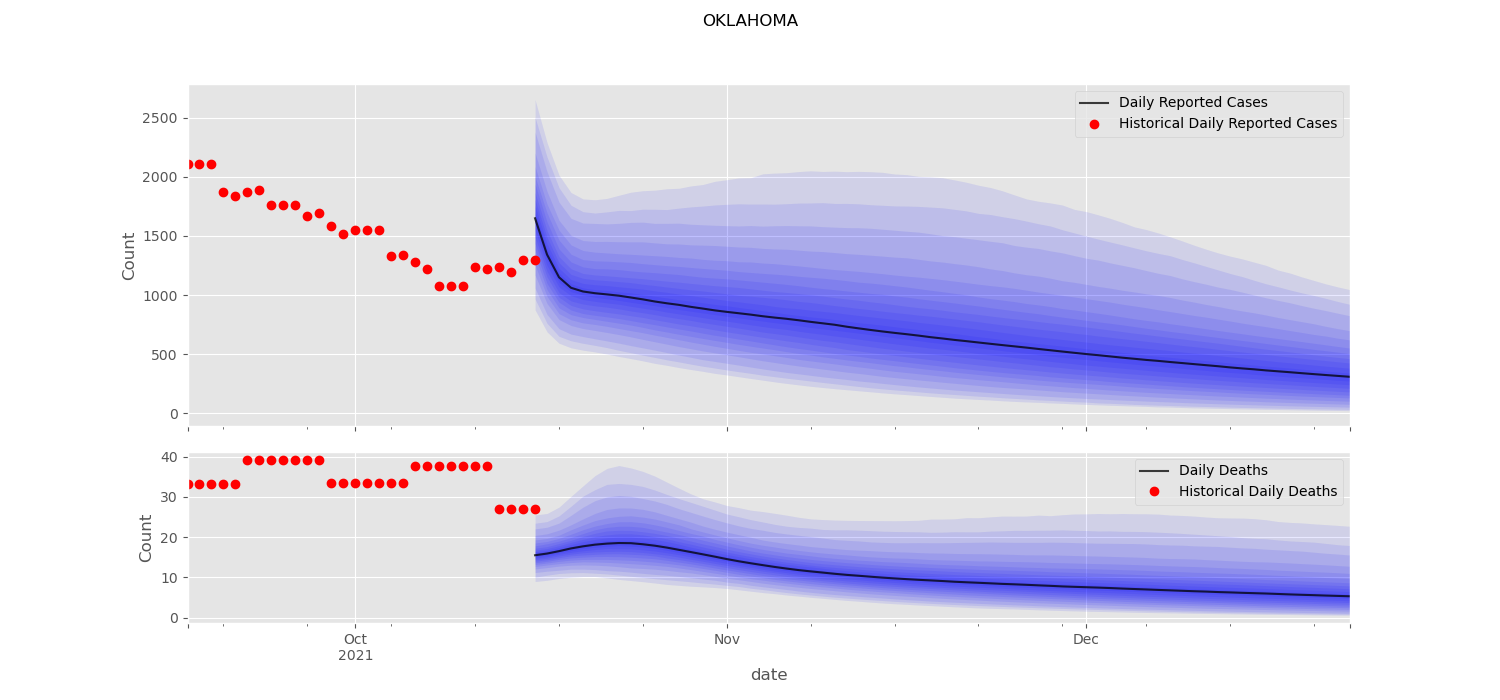 OKLAHOMA
Count
2500
2000
1500
1000
500
0
Daily Reported Cases
Historical Daily Reported Cases
Count
40
30
20
10
0
Daily Deaths
Historical Daily Deaths
Oct
2021
Nov
Dec
date